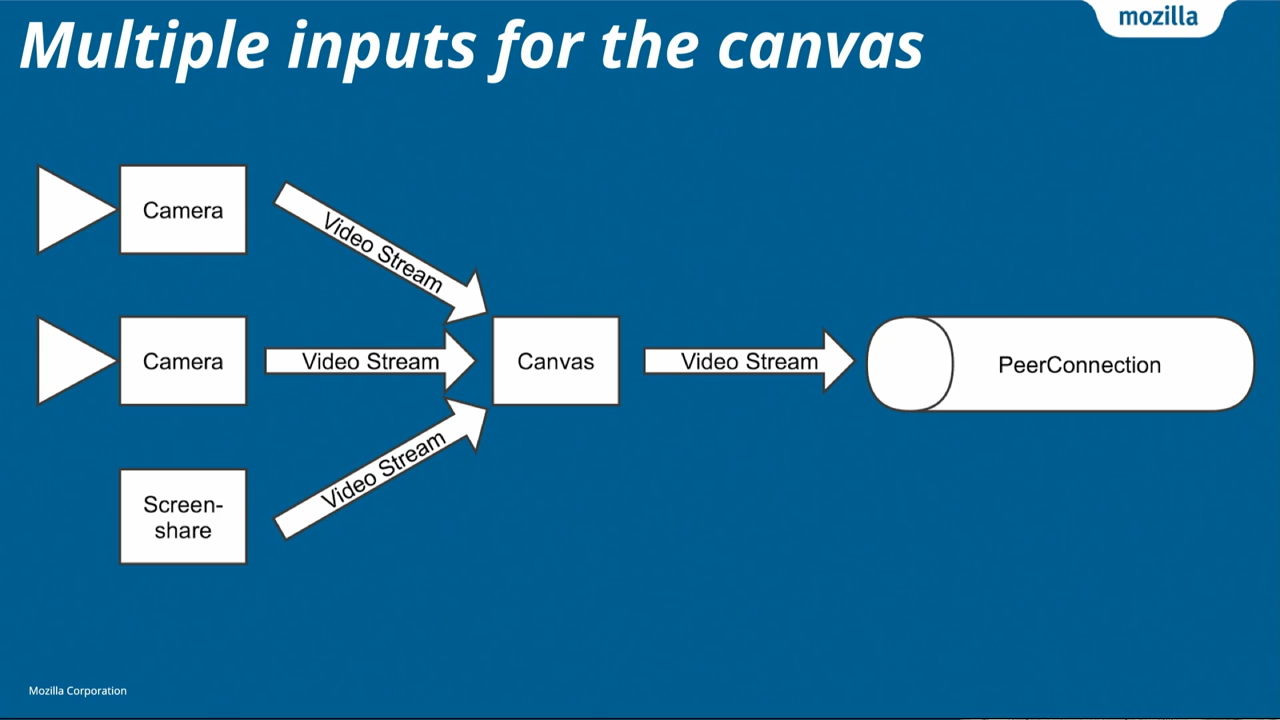 Multiple inputs for the canvas
mozilla
Camera
Video Stream
Camera
Video Stream
Canvas
Video Stream
PeerConnection
Video Stream
Screen-
share
Mozilla Corporation